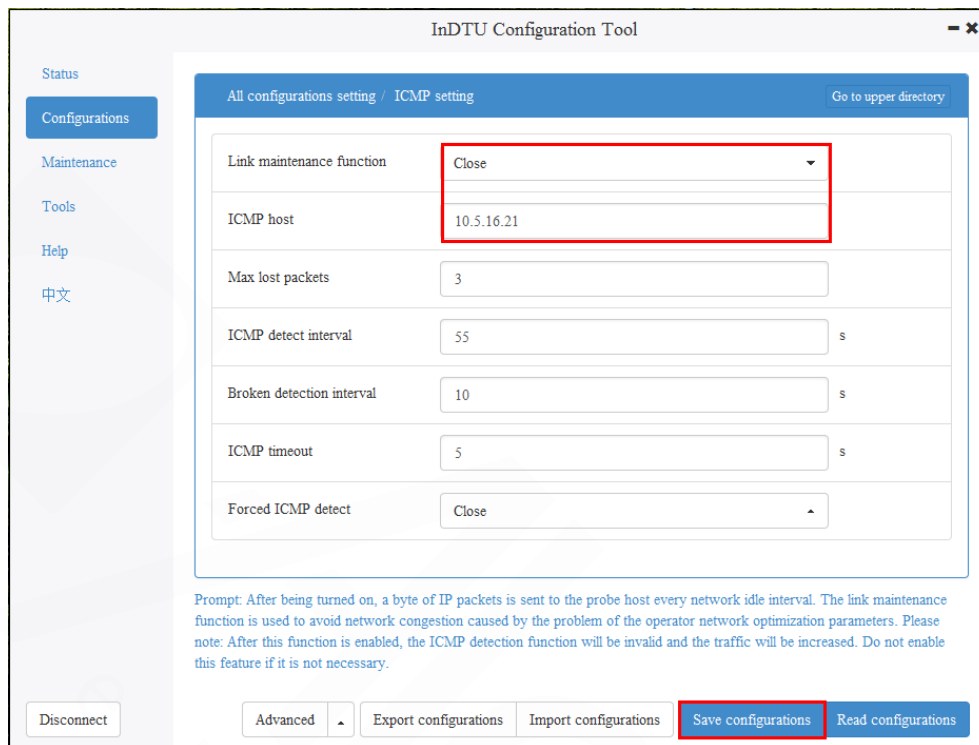 InDTU Configuration Tool
Status
Configurations
Maintenance
Tools
Help
中文
All configurations setting / ICMP setting
Go to upper directory
Link maintenance function Close
ICMP host 10.5.16.21
Max lost packets 3
ICMP detect interval 55 s
Broken detection interval 10 s
ICMP timeout 5 s
Forced ICMP detect Close
Prompt: After being turned on, a byte of IP packets is sent to the probe host every network idle interval. The link maintenance
function is used to avoid network congestion caused by the problem of the operator network optimization parameters. Please
note: After this function is enabled, the ICMP detection function will be invalid and the traffic will be increased. Do not enable
this feature if it is not necessary.
Disconnect Advanced Export configurations Import configurations Save configurations Read configurations